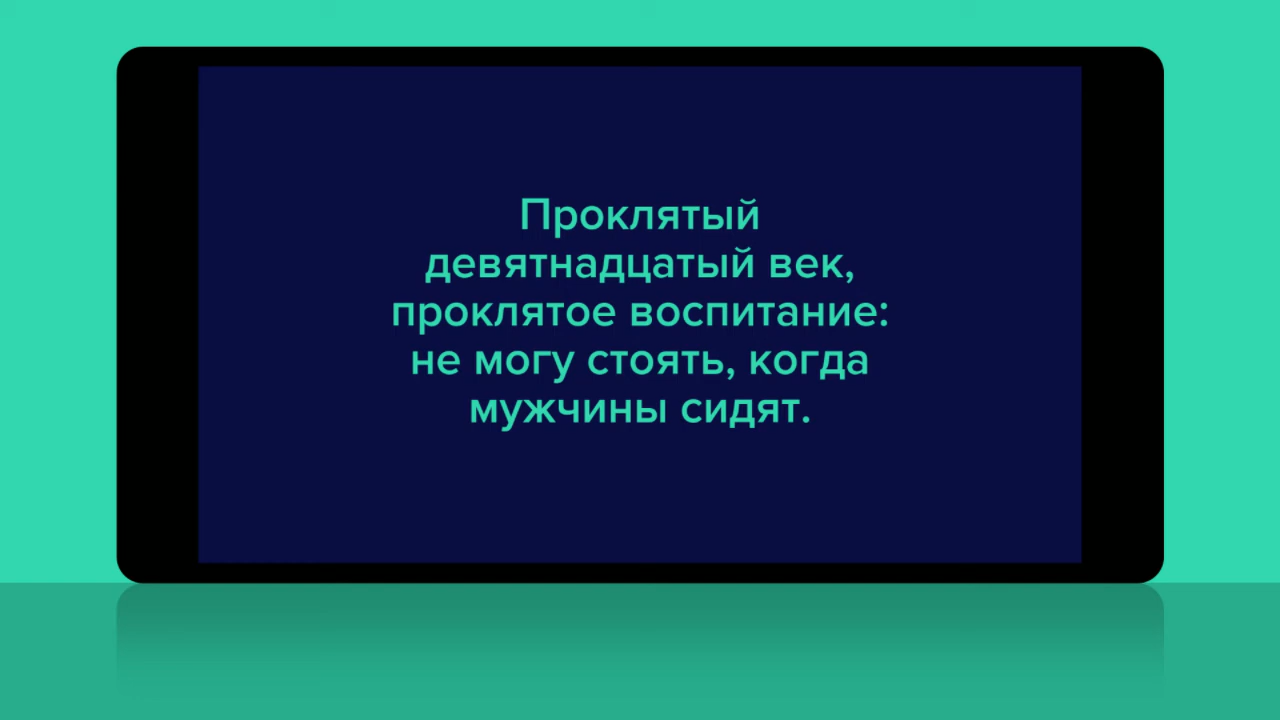 Проклятый
девятнадцатый век,
проклятое воспитание:
не могу стоять, когда
мужчины сидят.